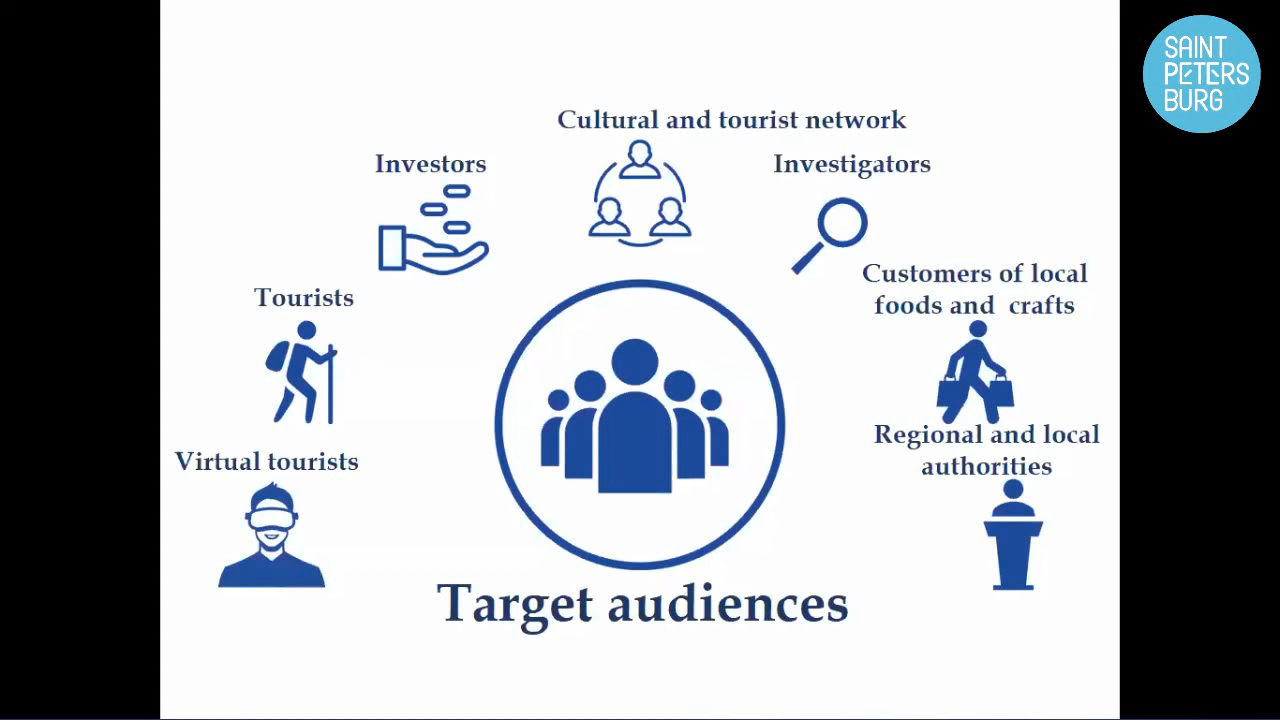 SAINT
PETERS
BURG
Cultural and tourist network
Investors
Investigators
Customers of local
foods and crafts
Tourists
Regional and local
authorities
Virtual tourists
Target audiences